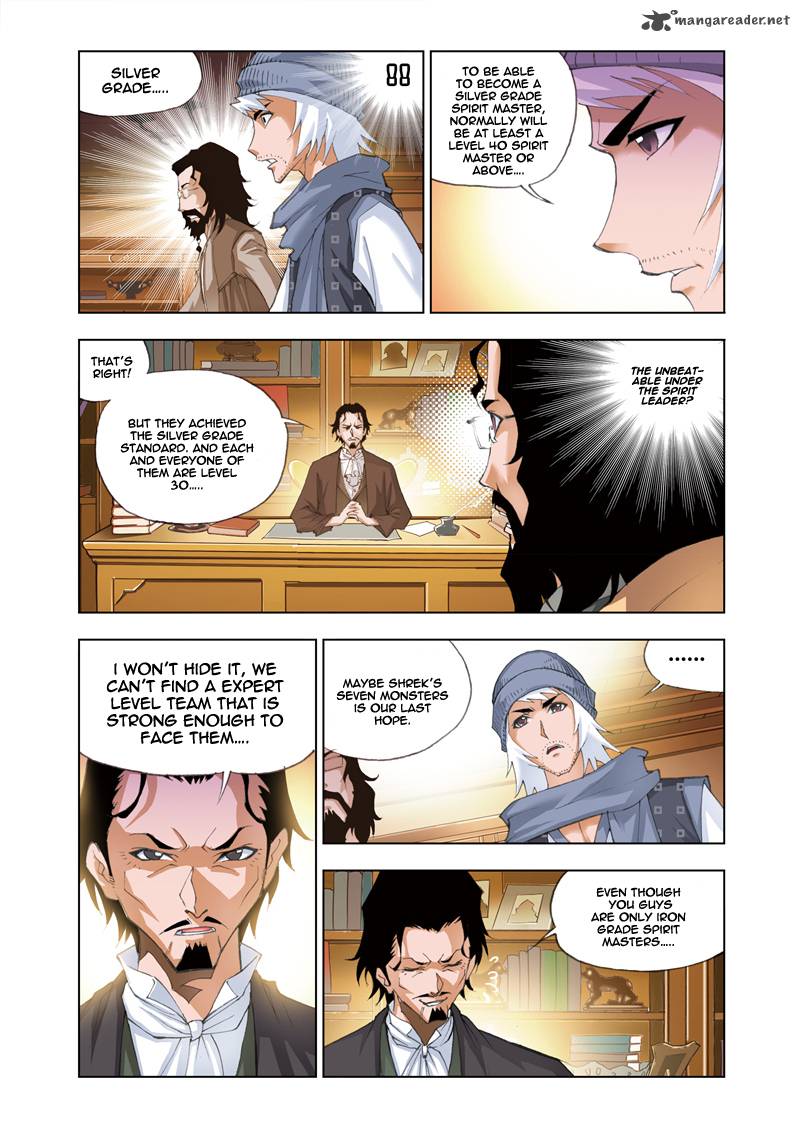 mangareader.net
SILVER
GRADE.....
!!
TO BE ABLE
TO BECOME A
SILVER GRADE
SPIRIT MASTER,
NORMALLY WILL
BE AT LEAST A
LEVEL 40 SPIRIT
MASTER OR
ABOVE....
THAT'S
RIGHT!
BUT THEY ACHIEVED
THE SILVER GRADE
STANDARD. AND EACH
AND EVERYONE OF
THEM ARE LEVEL
30.....
THE UNBEAT-
ABLE UNDER
THE SPIRIT
LEADER?
I WON'T HIDE IT, WE
CAN'T FIND A EXPERT
LEVEL TEAM THAT IS
STRONG ENOUGH TO
FACE THEM....
MAYBE SHREK'S
SEVEN MONSTERS
IS OUR LAST
HOPE.
......
EVEN THOUGH
YOU GUYS
ARE ONLY IRON
GRADE SPIRIT
MASTERS.....